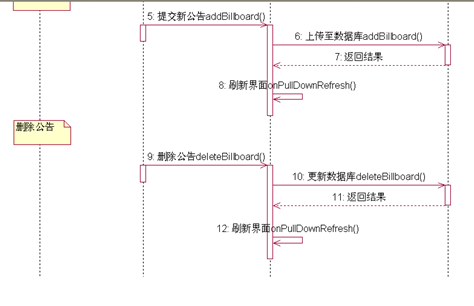 5: 提交新公告addBillboard()
6: 上传至数据库addBillboard()
7: 返回结果
8: 刷新界面onPullDownRefresh()
删除公告
9: 删除公告deleteBillboard()
10: 更新数据库deleteBillboard()
11: 返回结果
12: 刷新界面onPullDownRefresh()